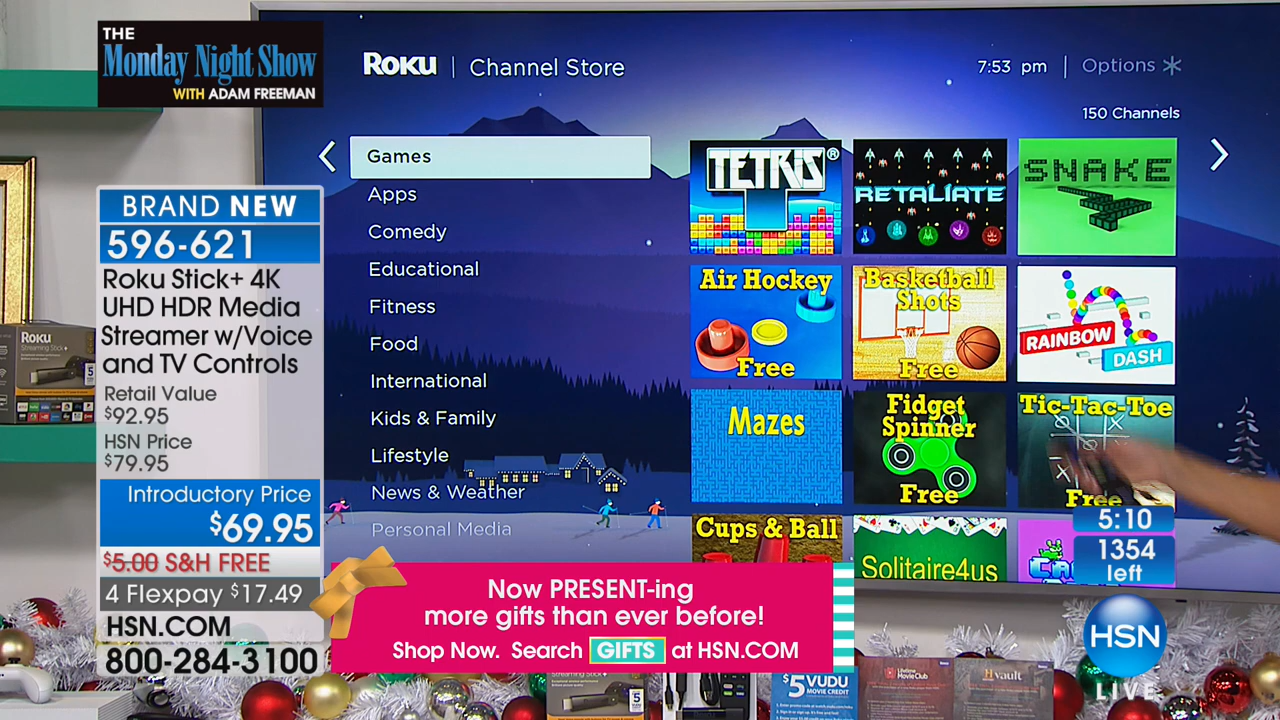 THE
Monday Night Show
WITH ADAM FREEMAN
BRAND NEW
596-621
Roku Stick+ 4K
UHD HDR Media
Streamer w/Voice
and TV Controls
Retail Value
$92.95
HSN Price
$79.95
Introductory Price
$69.95
$5.00 S&H FREE
4 Flexpay $17.49
HSN.COM
800-284-3100
Roku | Channel Store
7:53 pm | Options
150 Channels
Games
Apps
Comedy
Educational
Fitness
Food
International
Kids & Family
Lifestyle
News & Weather
Personal Media
TETRIS®
RETALIATE
SNAKE
Air Hockey
Free
Basketball
Shots
Free
RAINBOW
DASH
Mazes
Fidget
Spinner
Free
Tic-Tac-Toe
Free
Cups & Ball
Solitaire4us
5:10
1354
left
Now PRESENT-ing
more gifts than ever before!
Shop Now. Search GIFTS at HSN.COM
HSN
LIVE
Roku
Streaming Stick+
$5 VUDU
MOVIE CREDIT
Lifetime
MovieClub
H vault